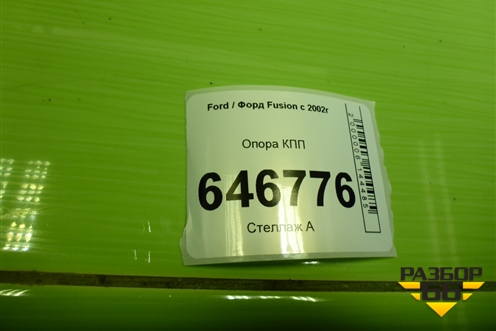 Ford / Форд Fusion с 2002г
Опора КПП
646776
Стеллаж А
РАЗБОР
66